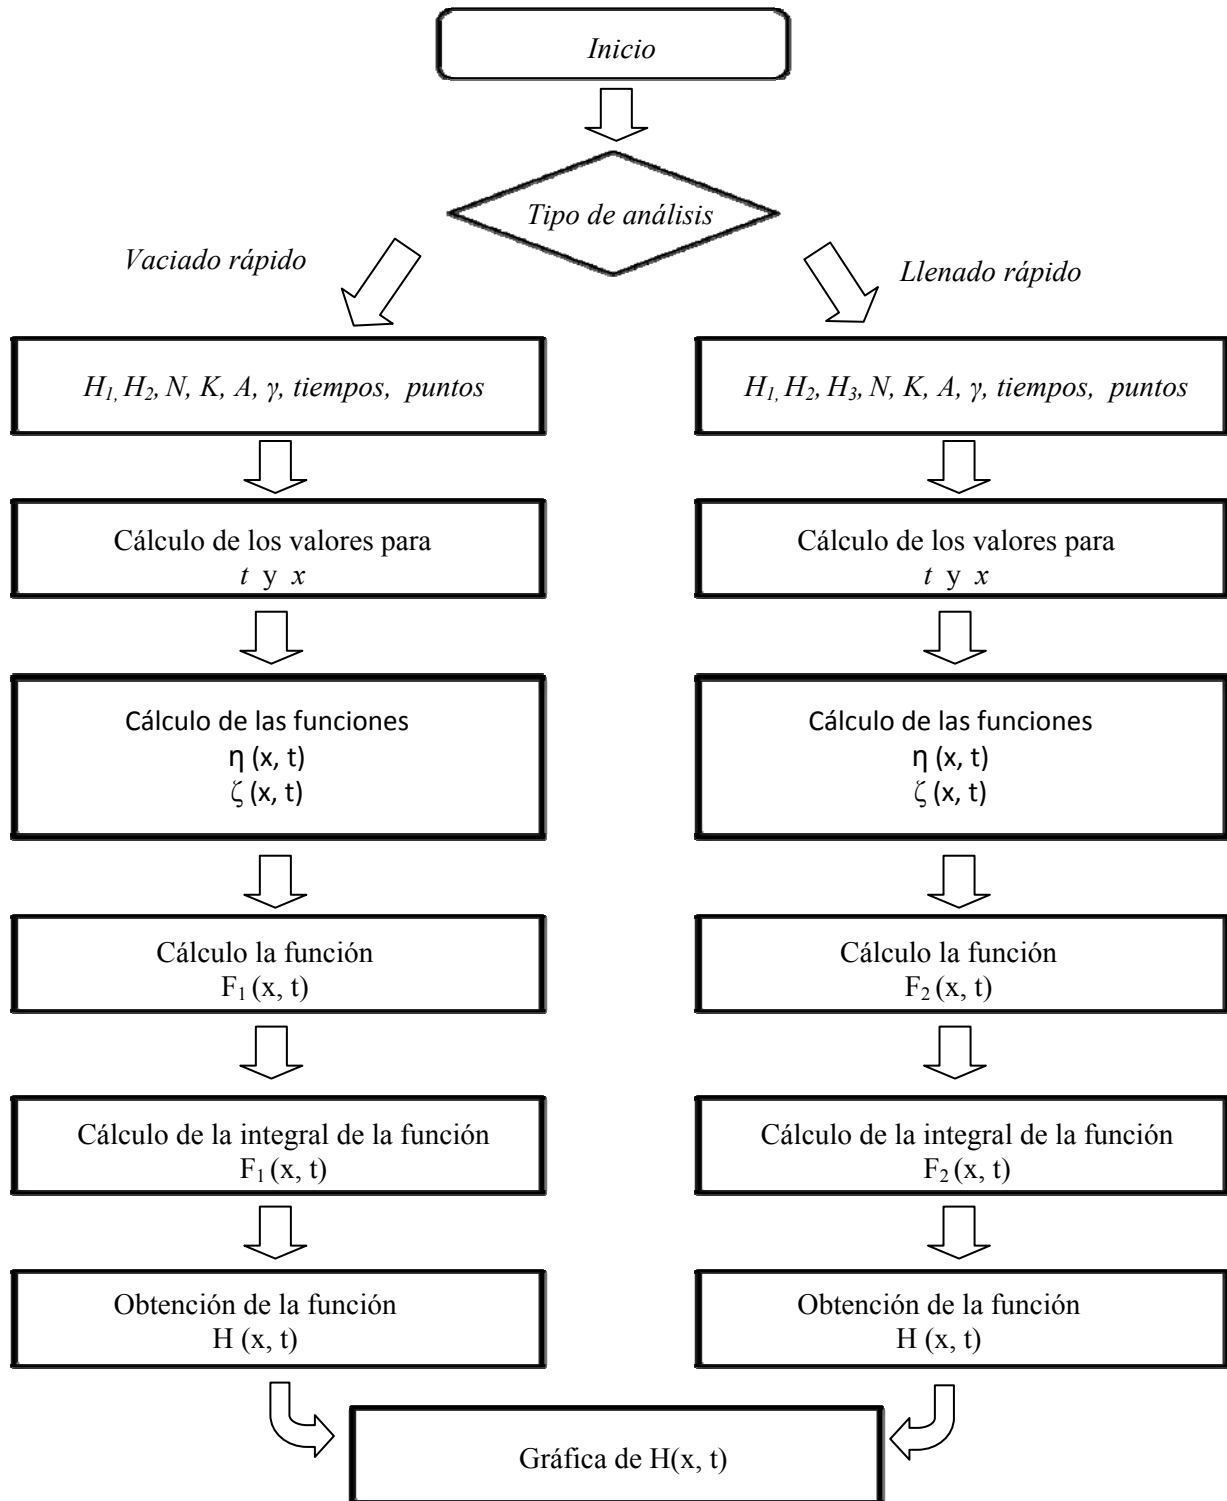 Inicio
Tipo de análisis
Vaciado rápido
Llenado rápido
H1, H2, N, K, A, γ, tiempos, puntos
H1, H2, H3, N, K, A, γ, tiempos, puntos
Cálculo de los valores para
t y x
Cálculo de los valores para
t y x
Cálculo de las funciones
η (x, t)
ζ (x, t)
Cálculo de las funciones
η (x, t)
ζ (x, t)
Cálculo la función
F1 (x, t)
Cálculo la función
F2 (x, t)
Cálculo de la integral de la función
F1 (x, t)
Cálculo de la integral de la función
F2 (x, t)
Obtención de la función
H (x, t)
Obtención de la función
H (x, t)
Gráfica de H(x, t)